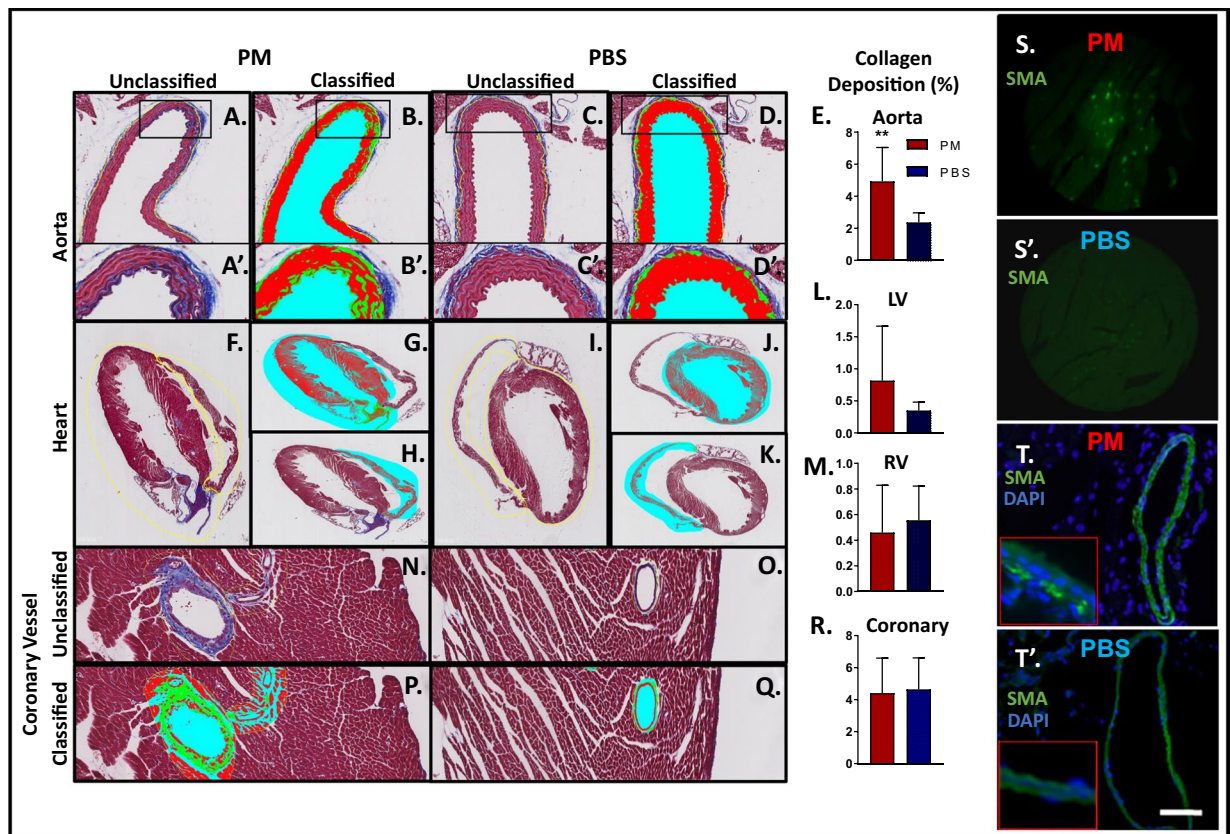 PM
PBS
Unclassified
Classified
Unclassified
Classified
Aorta
A.
B.
C.
D.
A’.
B’.
C’.
D’.
Heart
F.
G.
H.
I.
J.
K.
Coronary Vessel
Unclassified
Classified
N.
O.
P.
Q.
Collagen
Deposition (%)
E.
Aorta
8
6
4
2
0
**
PM
PBS
L.
LV
2.0
1.5
1.0
0.5
0.0
M.
RV
1.0
0.8
0.6
0.4
0.2
0.0
R.
Coronary
8
6
4
2
0
S.
PM
SMA
S’.
PBS
SMA
T.
PM
SMA
DAPI
T’.
PBS
SMA
DAPI